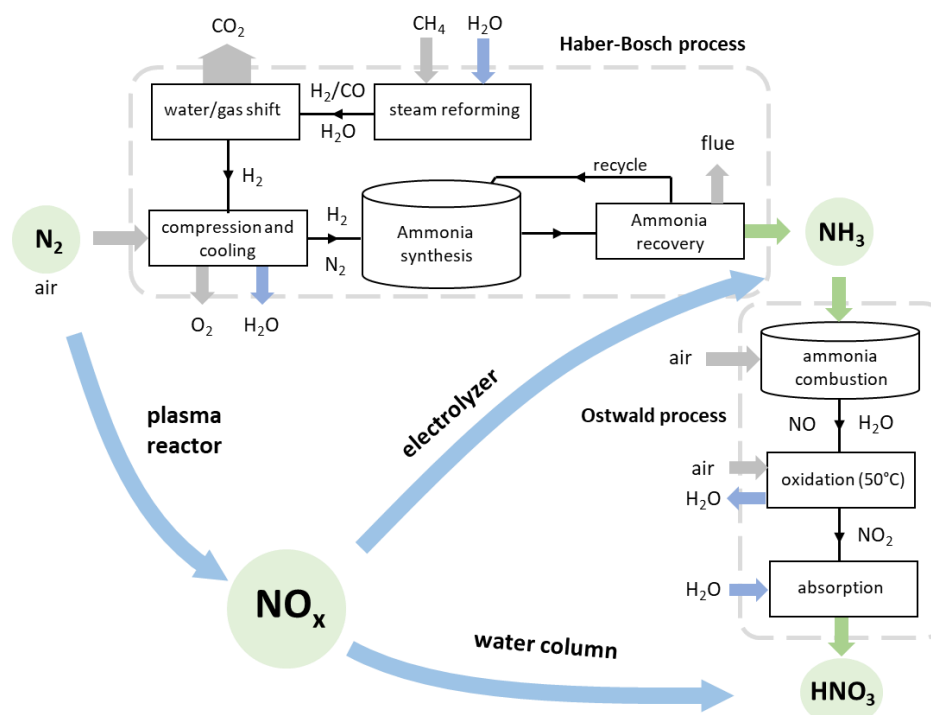 CO₂
CH₄
H₂O
Haber-Bosch process
water/gas shift
H₂/CO
H₂O
steam reforming
flue
recycle
H₂
N₂
air
compression and
cooling
H₂
N₂
Ammonia
synthesis
Ammonia
recovery
NH₃
O₂
H₂O
plasma
reactor
electrolyzer
air
ammonia
combustion
Ostwald process
NO
H₂O
air
H₂O
oxidation (50°C)
NO₂
H₂O
absorption
NOₓ
water column
HNO₃